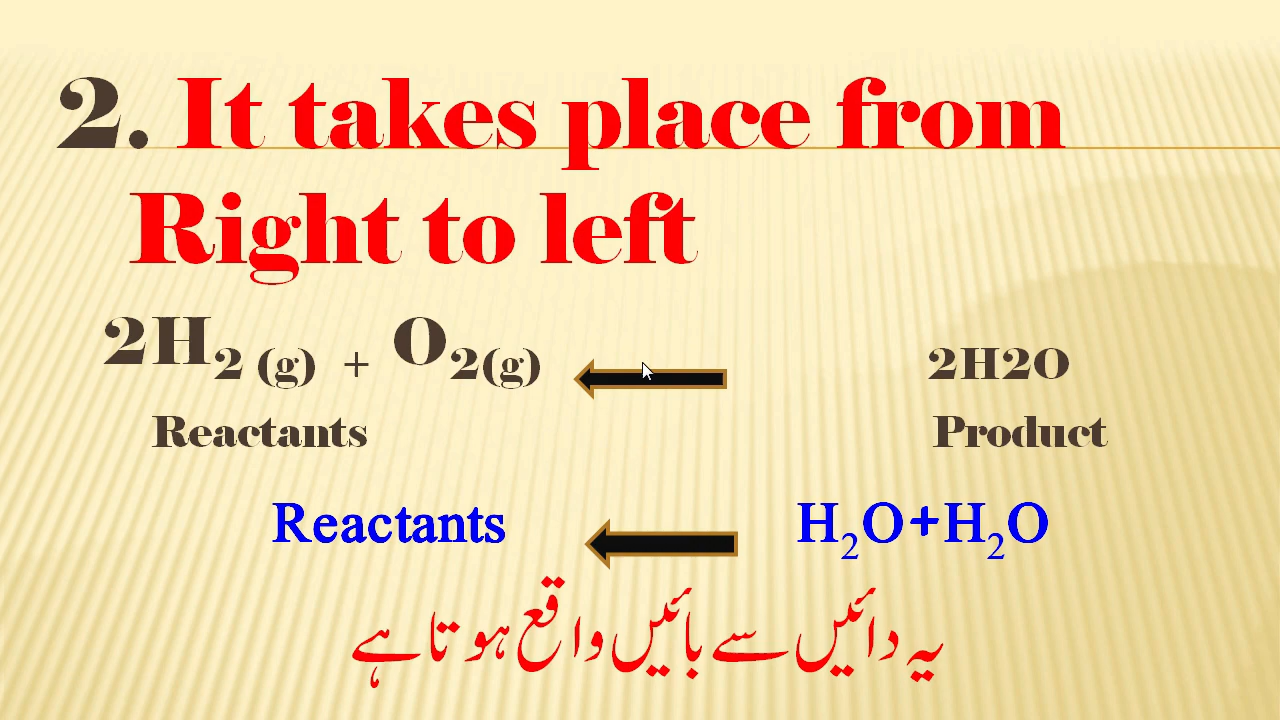 2. It takes place from
Right to left
2H₂ (g) + O₂(g) ← 2H2O
Reactants Product
Reactants ← H₂O+H₂O
یہ دائیں سے بائیں واقع ہوتا ہے